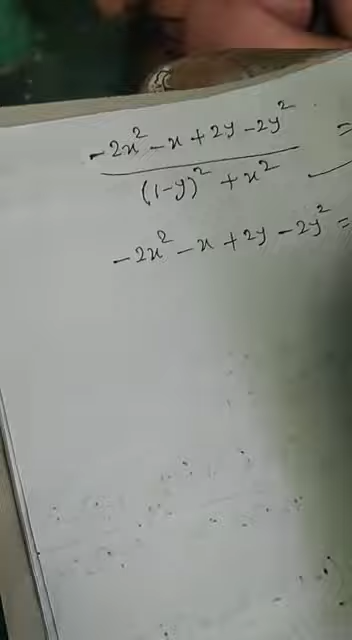 -2x² - x + 2y - 2y² =
(1-y)² + x²
-2x² - x + 2y - 2y² =